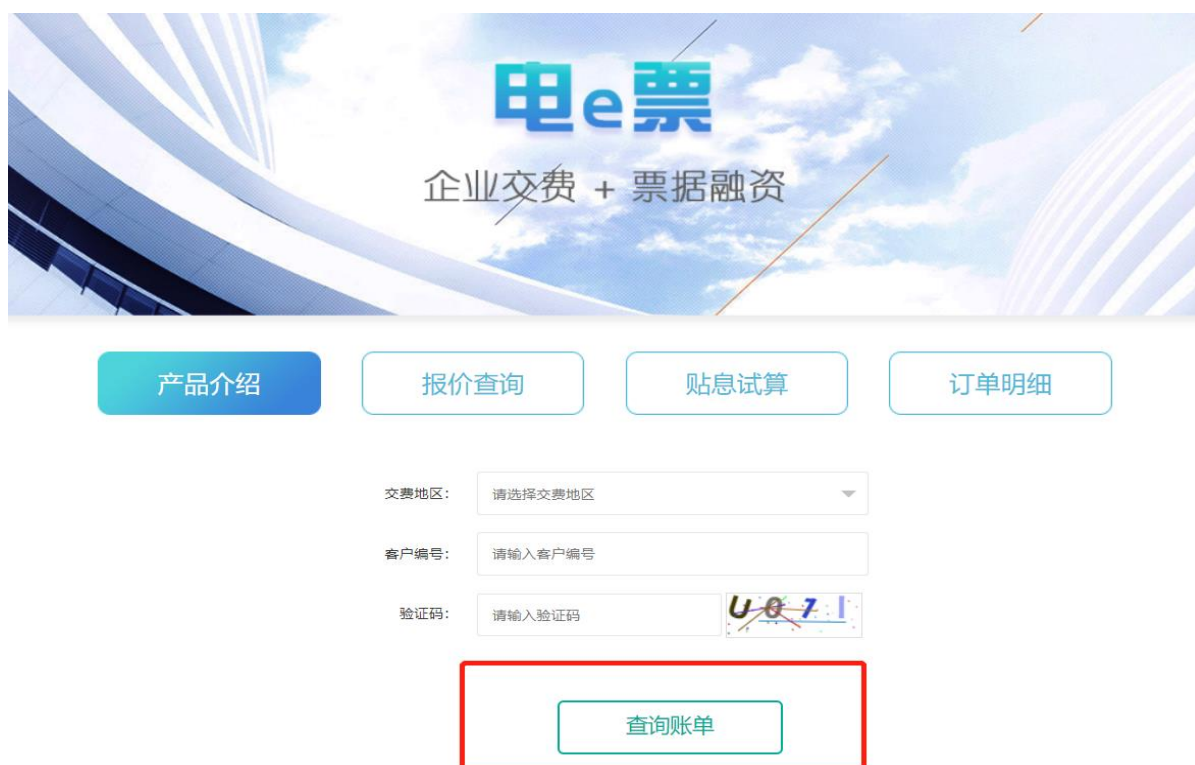 电e票
企业交费 + 票据融资
产品介绍 报价查询 贴息试算 订单明细
交费地区： 请选择交费地区
客户编号： 请输入客户编号
验证码： 请输入验证码
查询账单